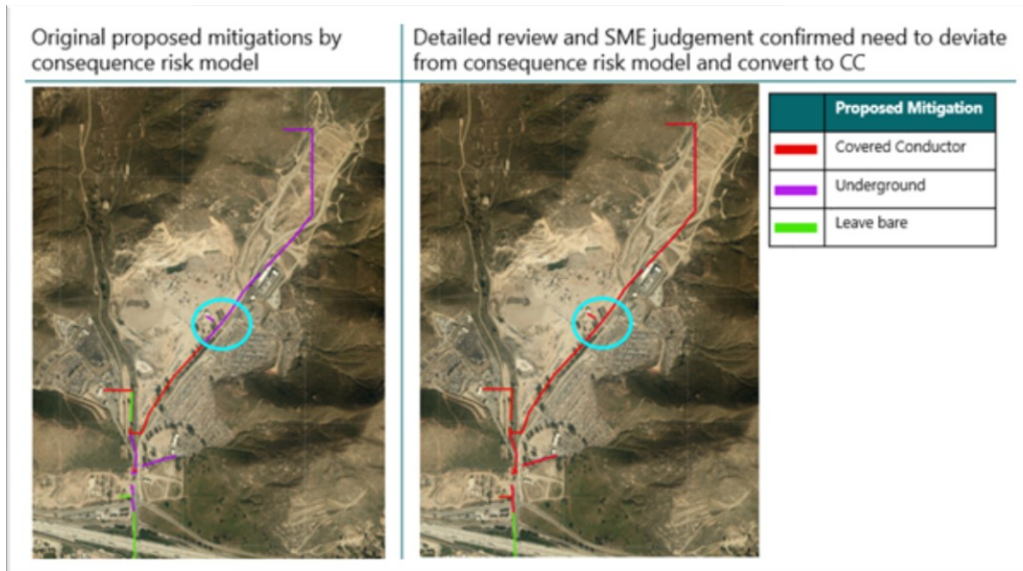 Original proposed mitigations by
consequence risk model
Detailed review and SME judgement confirmed need to deviate
from consequence risk model and convert to CC
Proposed Mitigation
Covered Conductor
Underground
Leave bare